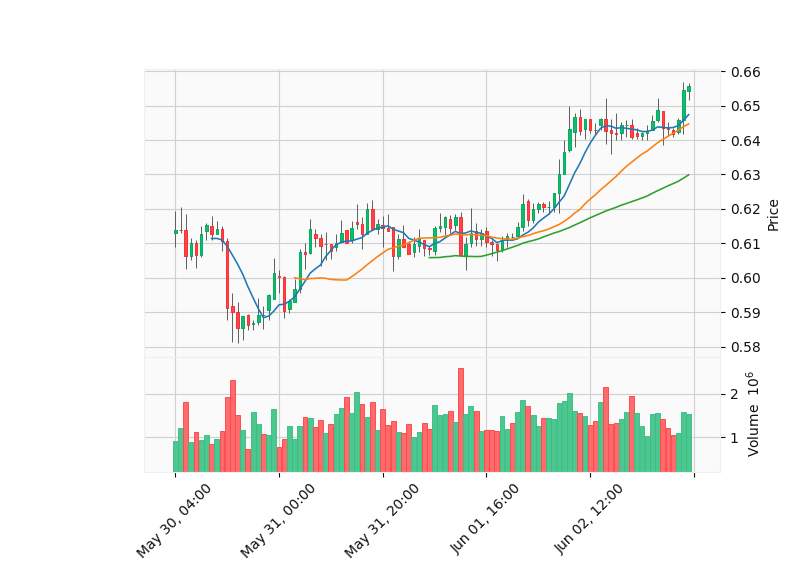 0.66
0.65
0.64
0.63
0.62
0.61
0.60
0.59
0.58
Price
2
1
Volume 10^6
May 30, 04:00
May 31, 00:00
May 31, 20:00
Jun 01, 16:00
Jun 02, 12:00